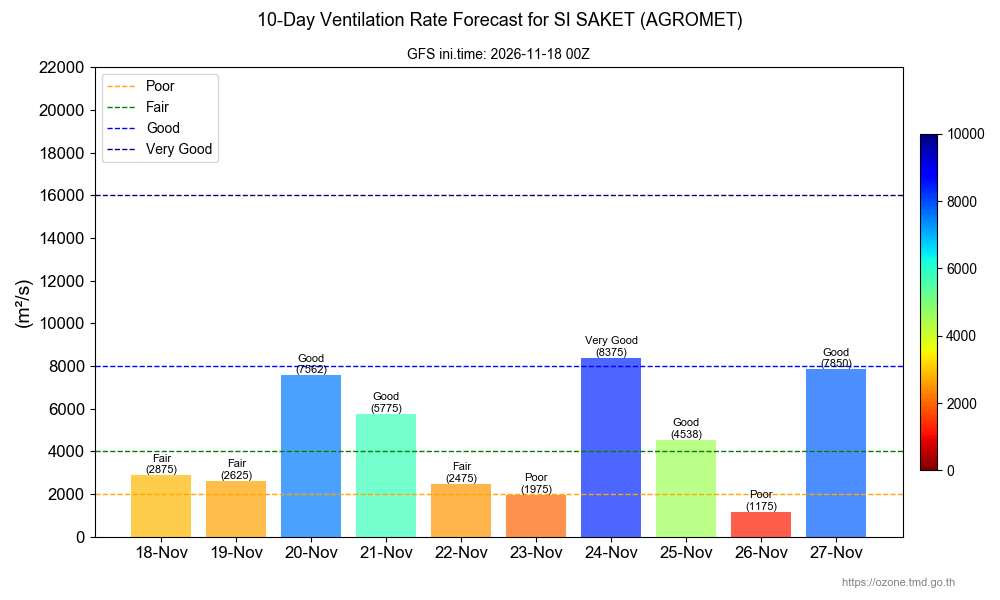 10-Day Ventilation Rate Forecast for SI SAKET (AGROMET)
GFS ini.time: 2026-11-18 00Z
22000
20000
18000
16000
14000
12000
10000
8000
6000
4000
2000
0
(m²/s)
Poor
Fair
Good
Very Good
Fair
(2875)
Fair
(2625)
Good
(7562)
Good
(5775)
Fair
(2475)
Poor
(1975)
Very Good
(8375)
Good
(4538)
Poor
(1175)
Good
(7850)
18-Nov
19-Nov
20-Nov
21-Nov
22-Nov
23-Nov
24-Nov
25-Nov
26-Nov
27-Nov
10000
8000
6000
4000
2000
0
https://ozone.tmd.go.th